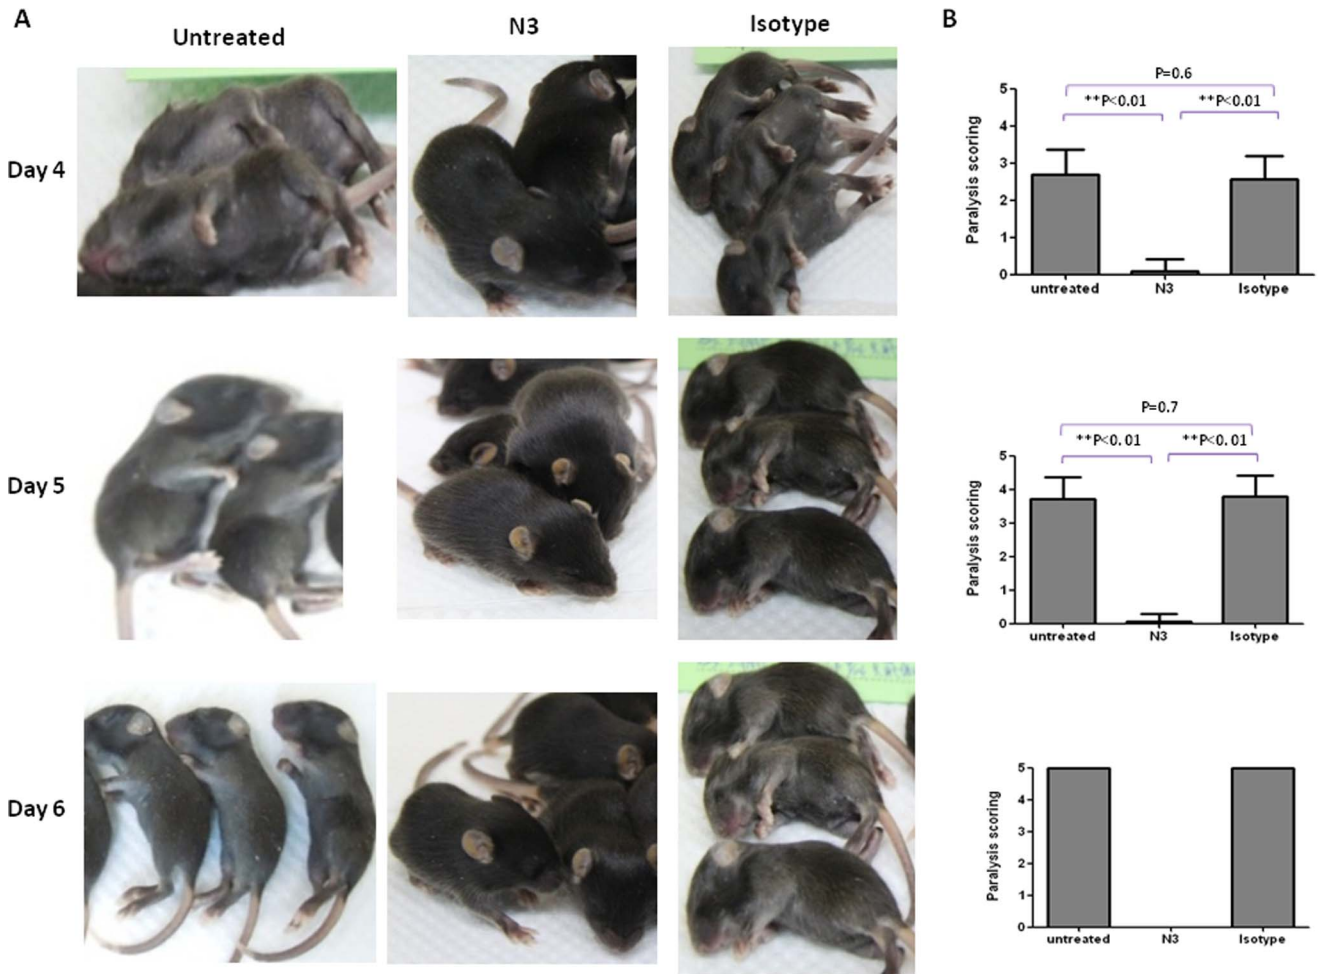 A
Untreated
N3
Isotype
B
Day 4
Day 5
Day 6
P=0.6
**P<0.01
**P<0.01
Paralysis scoring
5
4
3
2
1
0
untreated
N3
Isotype
P=0.7
**P<0.01
**P<0.01
Paralysis scoring
5
4
3
2
1
0
untreated
N3
Isotype
Paralysis scoring
5
4
3
2
1
0
untreated
N3
Isotype